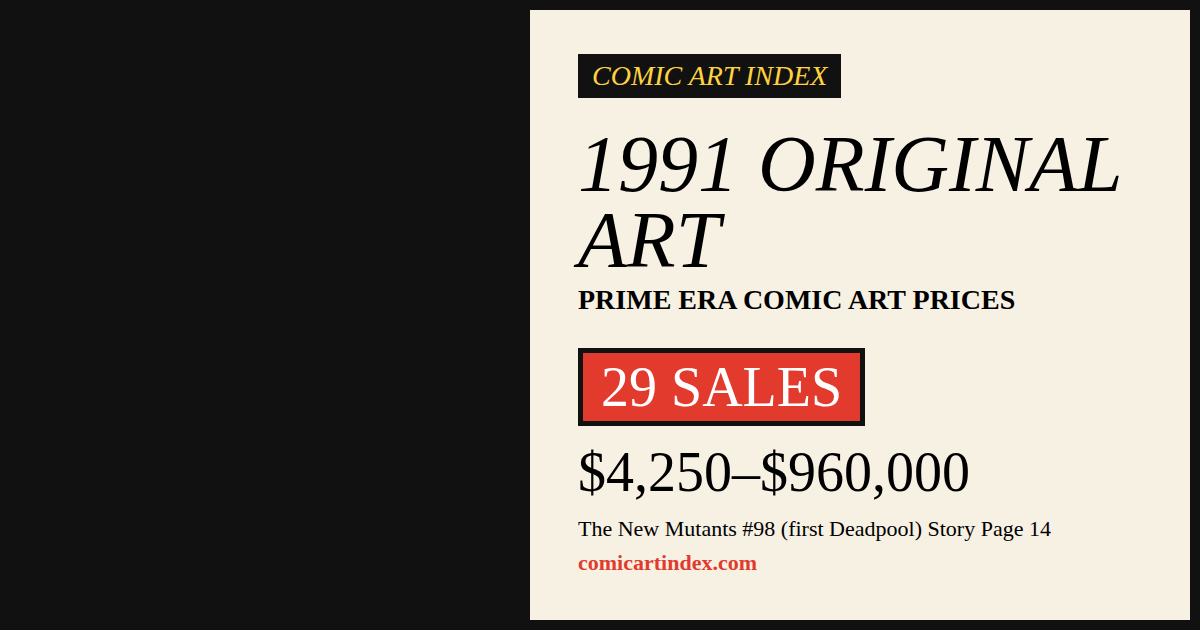 COMIC ART INDEX
1991 ORIGINAL
ART
PRIME ERA COMIC ART PRICES
29 SALES
$4,250–$960,000
The New Mutants #98 (first Deadpool) Story Page 14
comicartindex.com